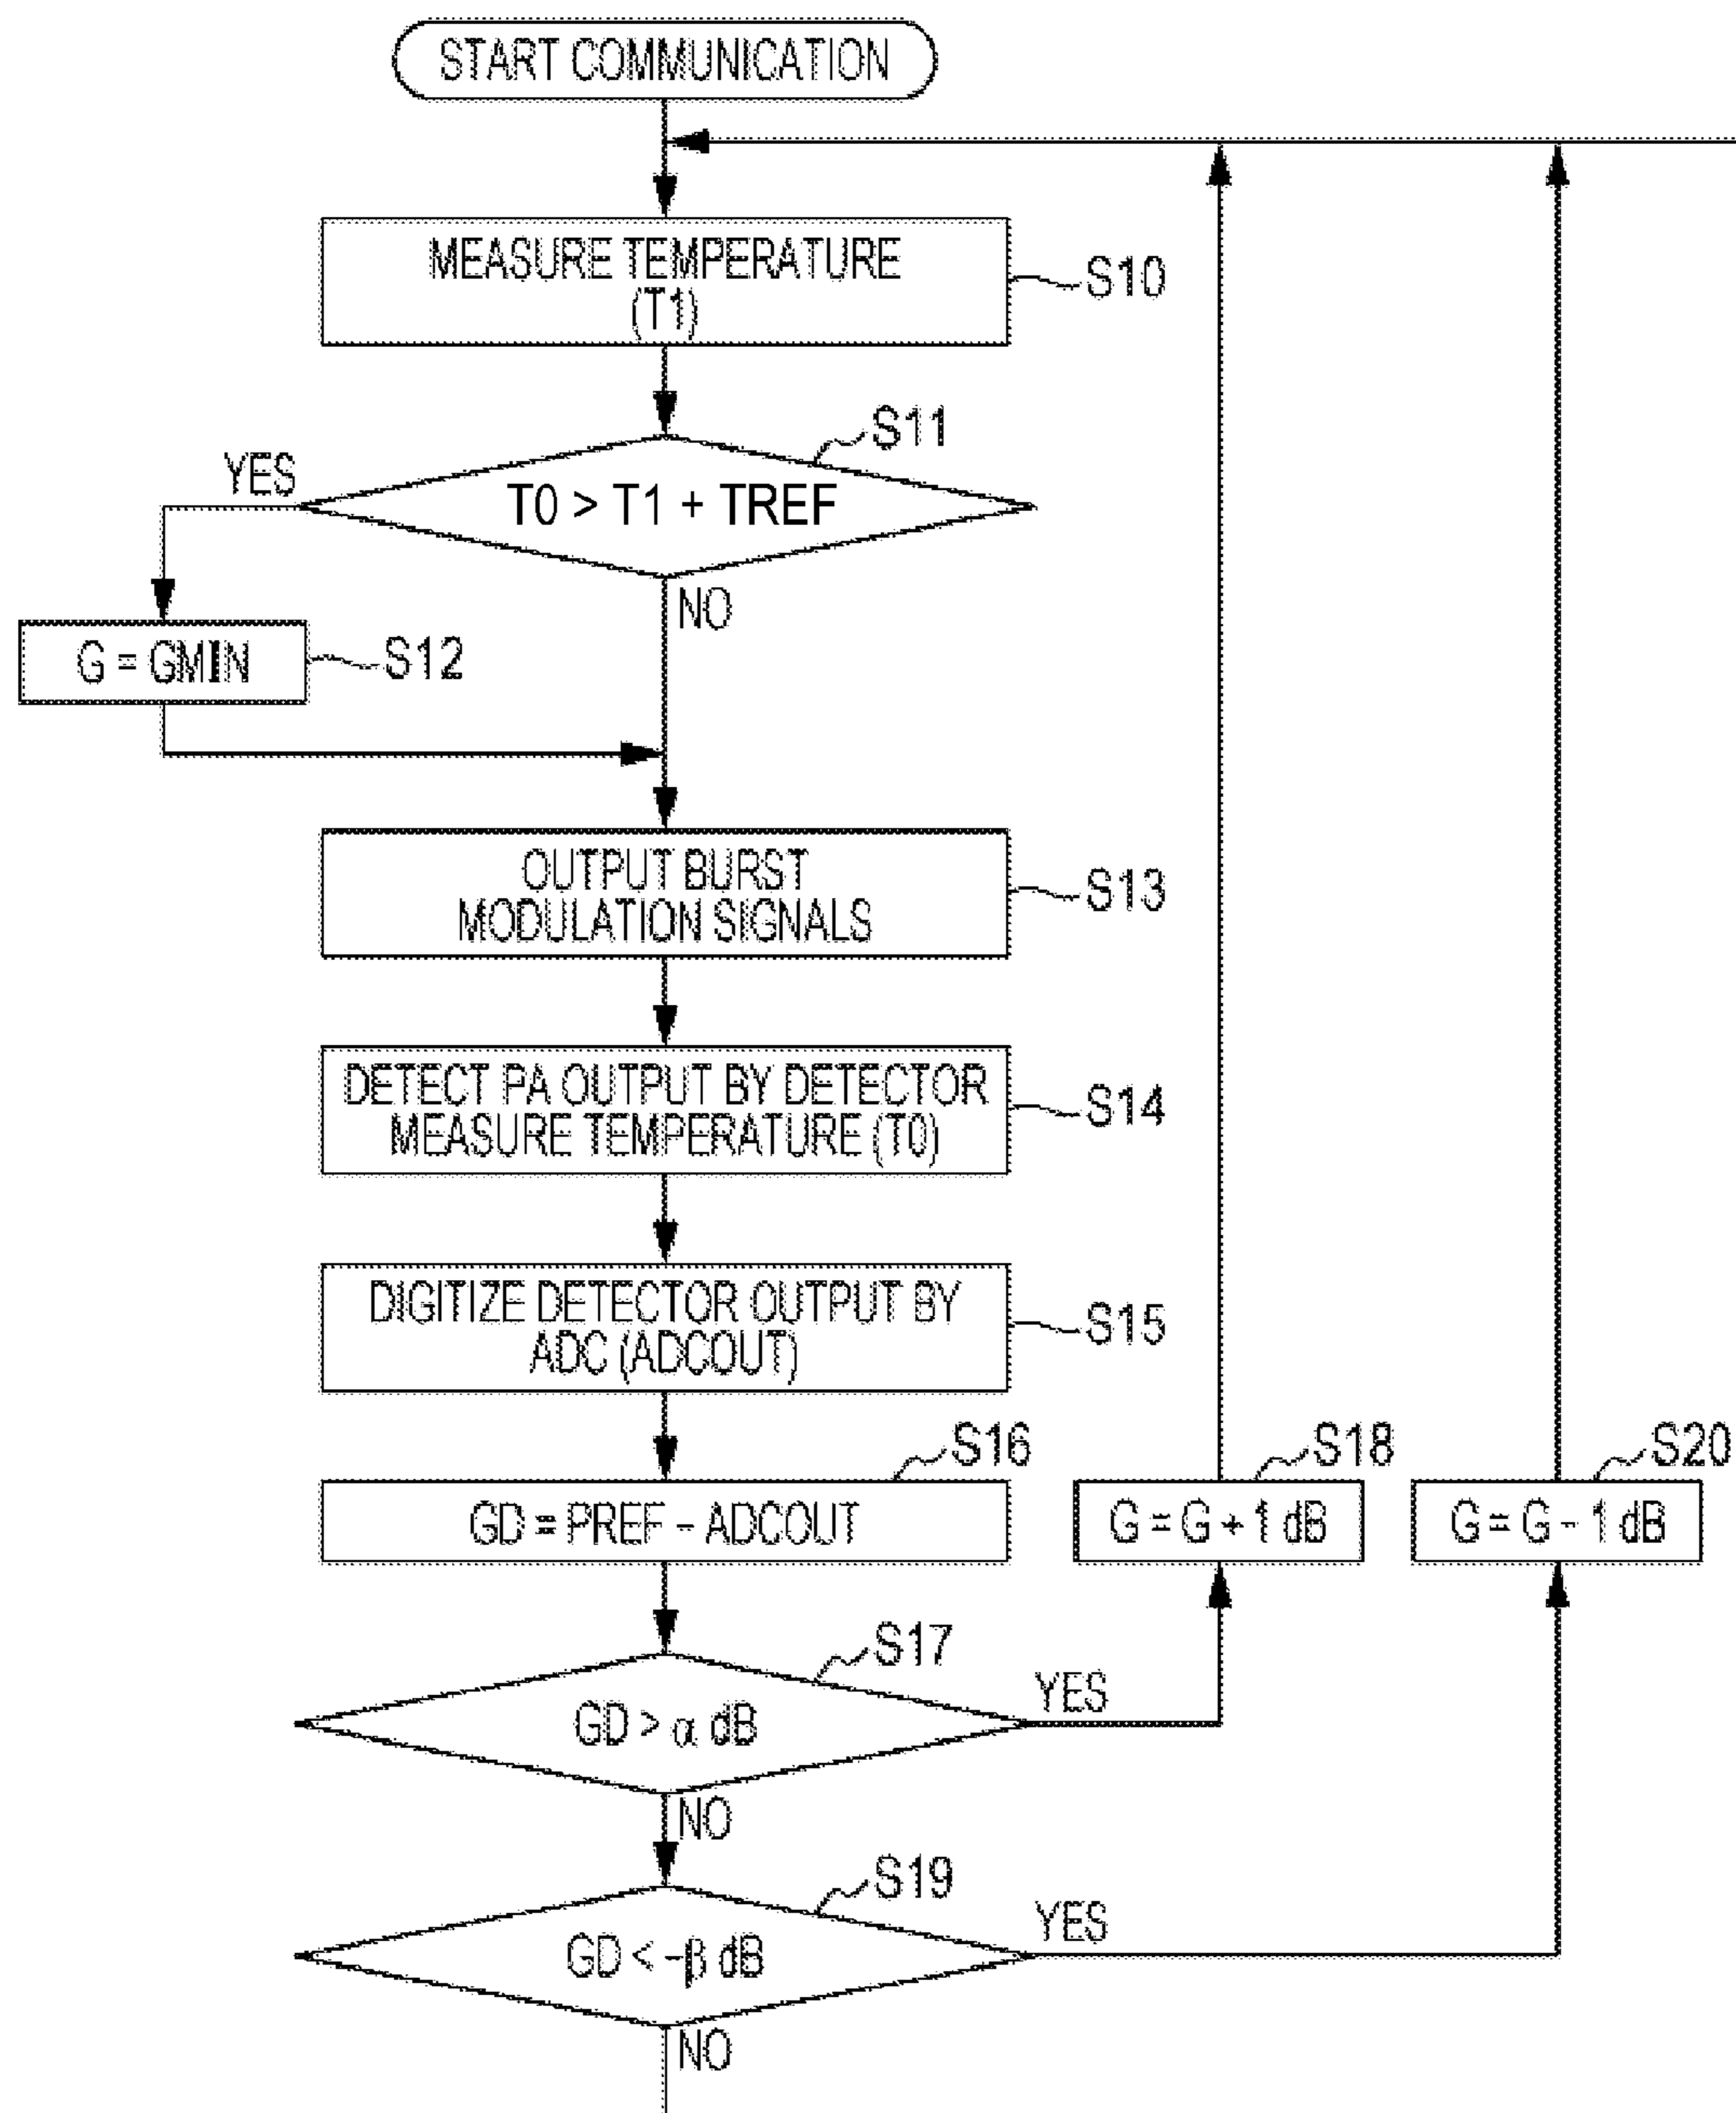 START COMMUNICATION
MEASURE TEMPERATURE
(T1)
S10
S11
YES
T0 > T1 + TREF
NO
G = GMIN
S12
OUTPUT BURST
MODULATION SIGNALS
S13
DETECT PA OUTPUT BY DETECTOR
MEASURE TEMPERATURE (T0)
S14
DIGITIZE DETECTOR OUTPUT BY
ADC (ADCOUT)
S15
S16
GD = PREF – ADCOUT
S18
G = G + 1 dB
S20
G = G – 1 dB
S17
GD > α dB
YES
NO
S19
GD < –β dB
YES
NO